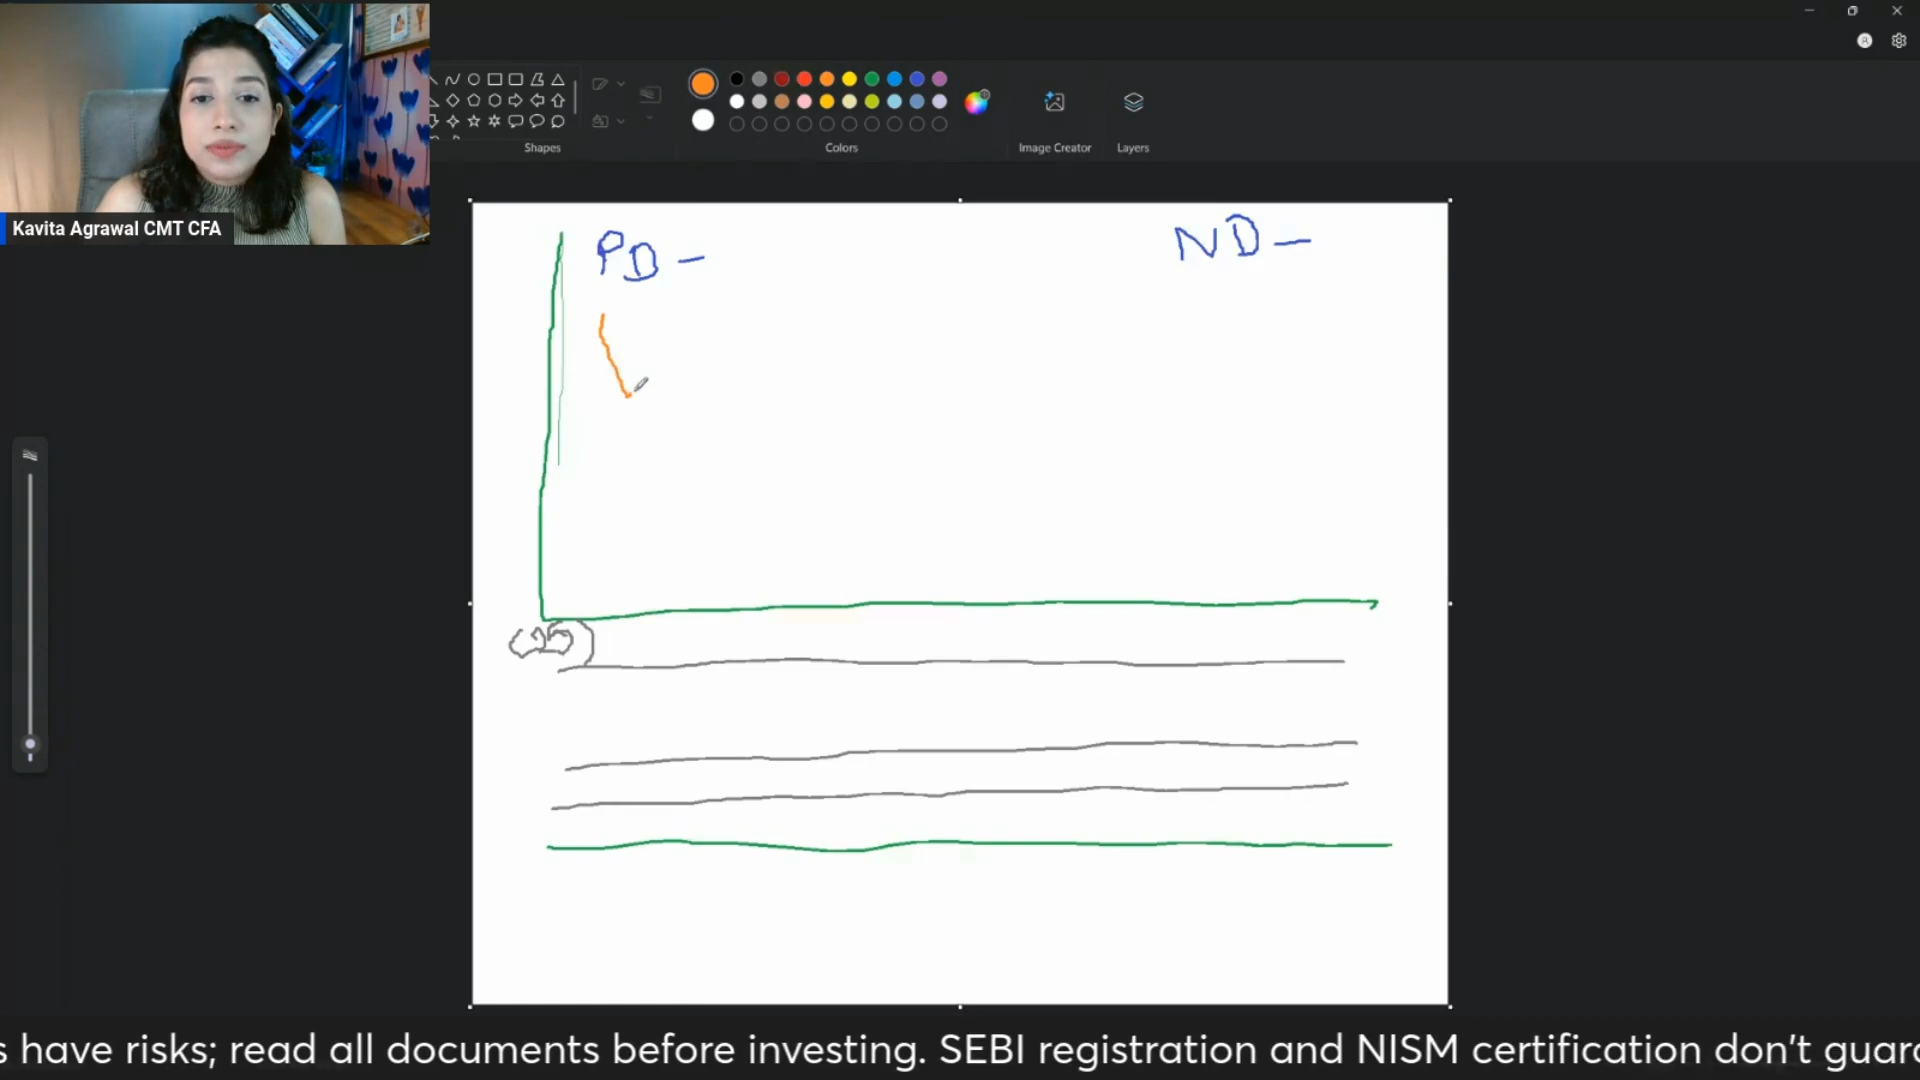 Kavita Agrawal CMT CFA
Shapes
Colors
Image Creator
Layers
PD-
ND-
s have risks; read all documents before investing. SEBI registration and NISM certification don't guar